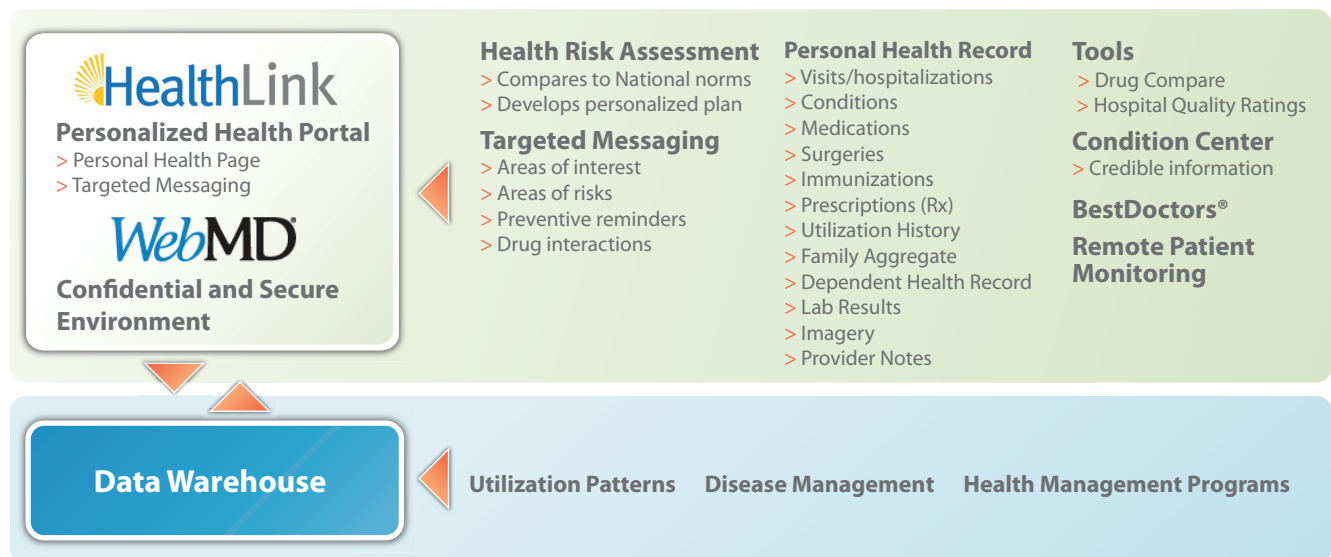 HealthLink
Personalized Health Portal
> Personal Health Page
> Targeted Messaging
WebMD®
Confidential and Secure
Environment
Health Risk Assessment
> Compares to National norms
> Develops personalized plan
Targeted Messaging
> Areas of interest
> Areas of risks
> Preventive reminders
> Drug interactions
Personal Health Record
> Visits/hospitalizations
> Conditions
> Medications
> Surgeries
> Immunizations
> Prescriptions (Rx)
> Utilization History
> Family Aggregate
> Dependent Health Record
> Lab Results
> Imagery
> Provider Notes
Tools
> Drug Compare
> Hospital Quality Ratings
Condition Center
> Credible information
BestDoctors®
Remote Patient
Monitoring
Data Warehouse
Utilization Patterns Disease Management Health Management Programs